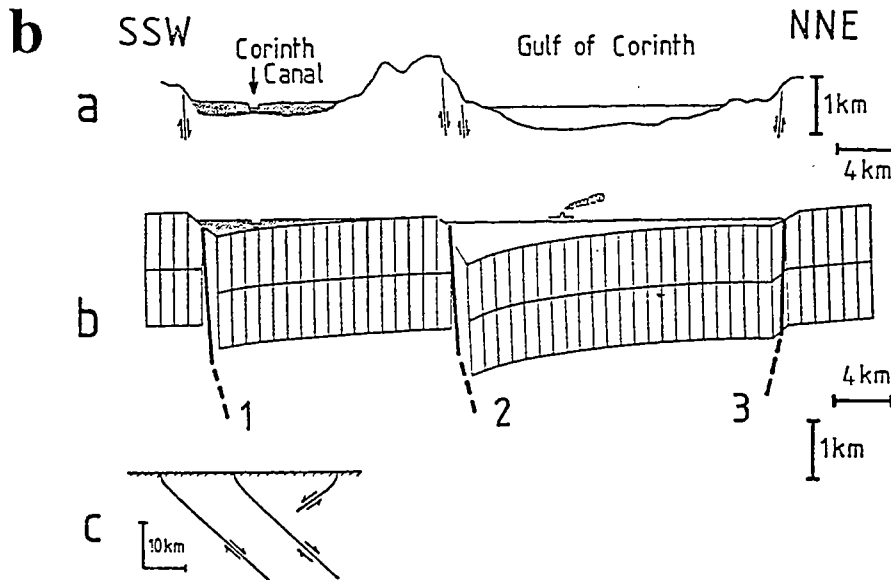 b
SSW
Corinth
Canal
Gulf of Corinth
NNE
a
1km
4km
b
1
2
3
4km
1km
c
10km